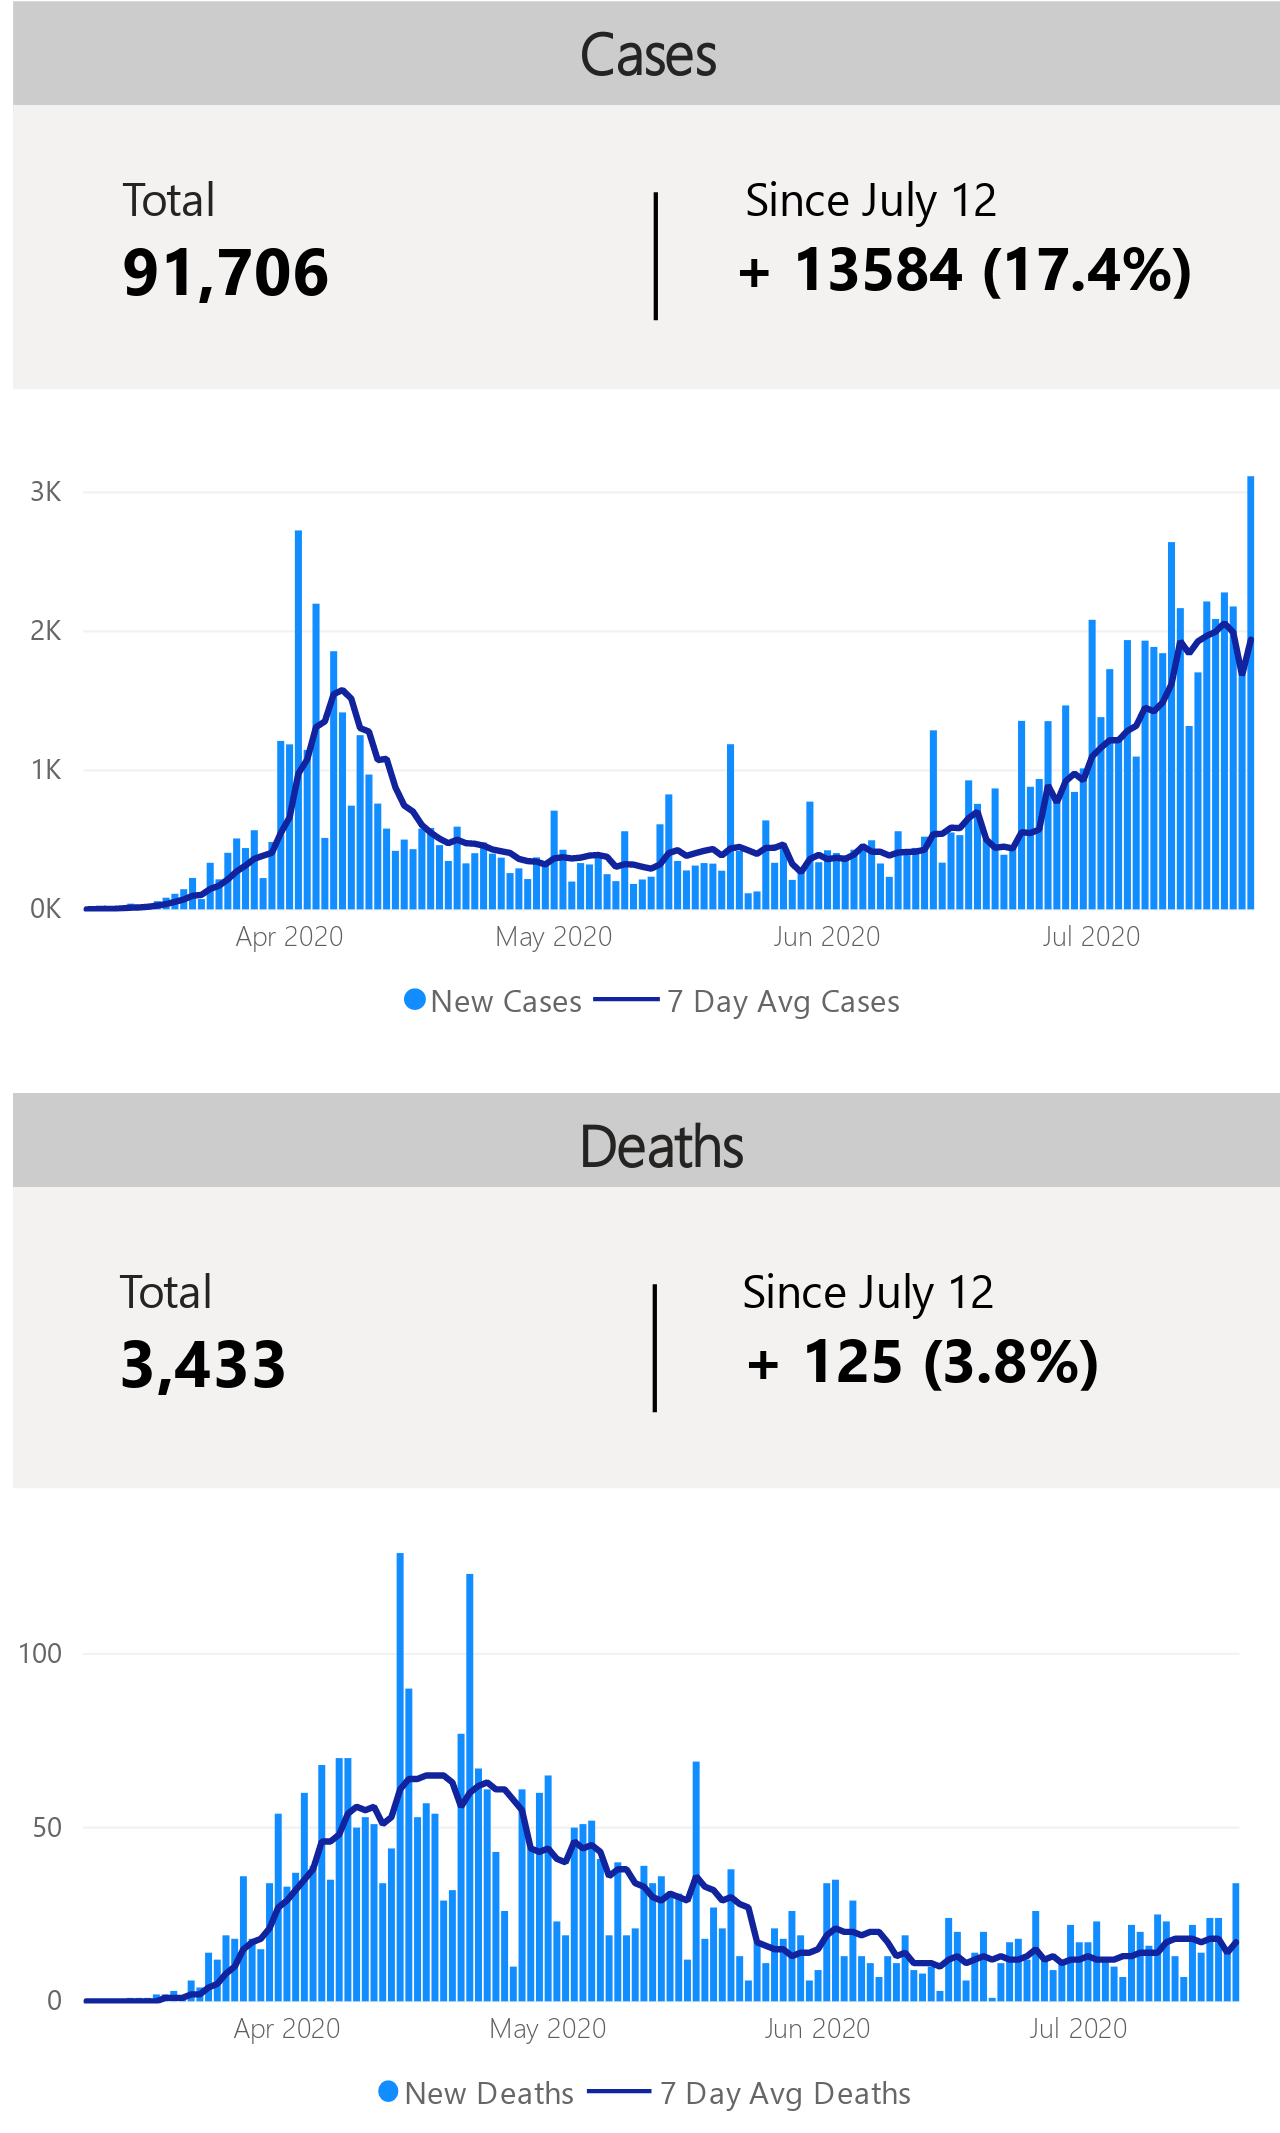 Cases
Total
Since July 12
91,706
+ 13584 (17.4%)
3K
2K
1K
0K
Apr 2020
May 2020
Jun 2020
Jul 2020
New Cases
7 Day Avg Cases
Deaths
Total
Since July 12
3,433
+ 125 (3.8%)
100
50
0
Apr 2020
May 2020
Jun 2020
Jul 2020
New Deaths
7 Day Avg Deaths